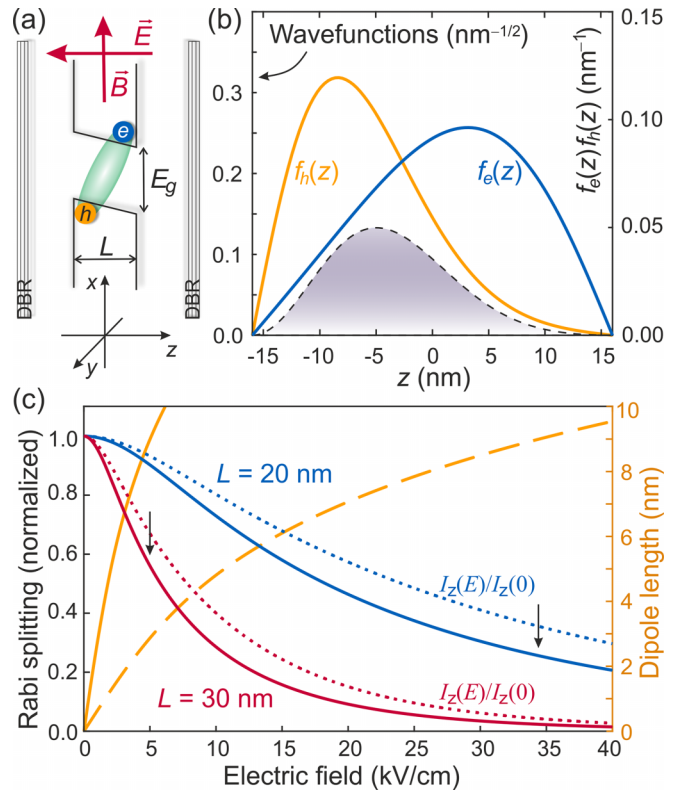 (a)
E
B
e
E_g
h
L
DBR
DBR
x
z
y
(b)
Wavefunctions (nm⁻¹ᐟ²)
f_h(z)
f_e(z)
0.3
0.2
0.1
0.0
-15
-10
-5
0
5
10
15
z (nm)
0.15
0.10
0.05
0.00
f_e(z)f_h(z) (nm⁻¹)
(c)
Rabi splitting (normalized)
1.0
0.8
0.6
0.4
0.2
0.0
L = 20 nm
I_z(E)/I_z(0)
L = 30 nm
I_z(E)/I_z(0)
0
5
10
15
20
25
30
35
40
Electric field (kV/cm)
10
8
6
4
2
0
Dipole length (nm)